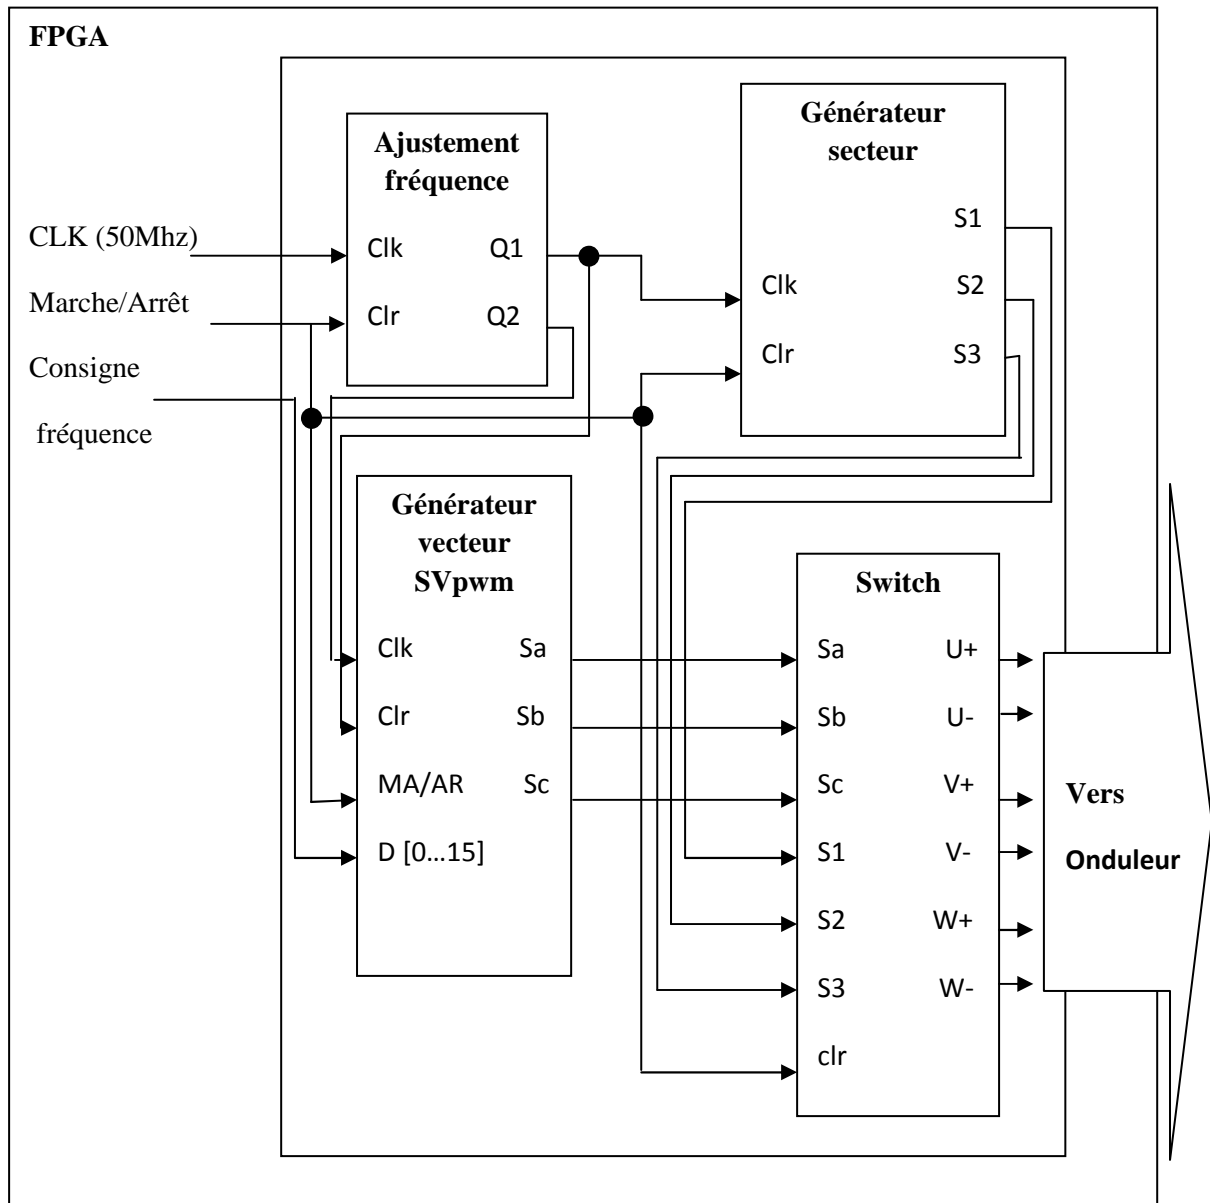 FPGA
Ajustement
fréquence
Clk Q1
Clr Q2
Générateur
secteur
S1
Clk S2
Clr S3
CLK (50Mhz)
Marche/Arrêt
Consigne
fréquence
Générateur
vecteur
SVpwm
Clk Sa
Clr Sb
MA/AR Sc
D [0...15]
Switch
Sa U+
Sb U-
Sc V+
S1 V-
S2 W+
S3 W-
clr
Vers
Onduleur